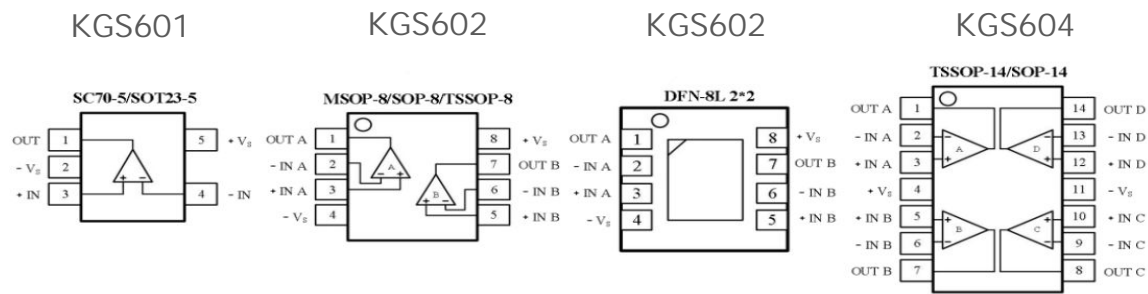 KGS601
SC70-5/SOT23-5
OUT 1 5 +VS
-VS 2
+IN 3 4 -IN
+ -
KGS602
MSOP-8/SOP-8/TSSOP-8
OUT A 1 8 +VS
-IN A 2 7 OUT B
+IN A 3 6 -IN B
-VS 4 5 +IN B
A - +
B + -
KGS602
DFN-8L 2*2
OUT A 1 8 +VS
-IN A 2 7 OUT B
+IN A 3 6 -IN B
-VS 4 5 +IN B
KGS604
TSSOP-14/SOP-14
OUT A 1 14 OUT D
-IN A 2 - A D - 13 -IN D
+IN A 3 + + 12 +IN D
+VS 4 11 -VS
+IN B 5 + B C + 10 +IN C
-IN B 6 - - 9 -IN C
OUT B 7 8 OUT C